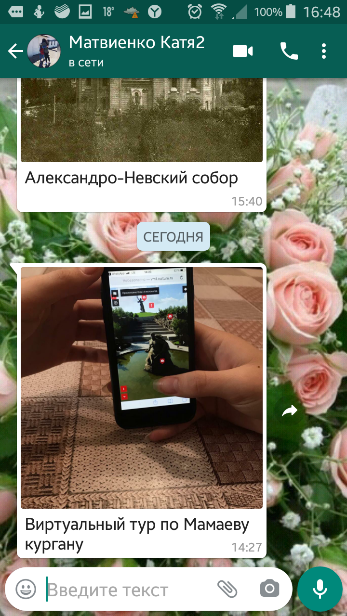 18°
100%
16:48
Матвиенко Катя2
в сети
Александро-Невский собор
15:40
СЕГОДНЯ
Виртуальный тур по Мамаеву
кургану
14:27
Введите текст